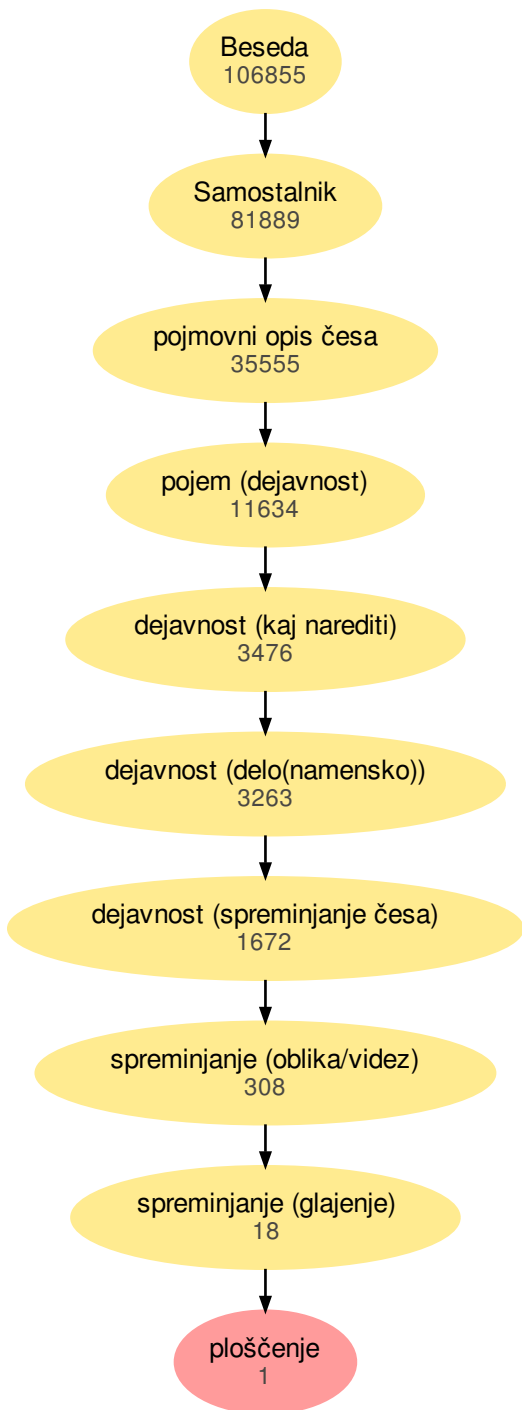 Beseda
106855
Samostalnik
81889
pojmovni opis česa
35555
pojem (dejavnost)
11634
dejavnost (kaj narediti)
3476
dejavnost (delo(namensko))
3263
dejavnost (spreminjanje česa)
1672
spreminjanje (oblika/videz)
308
spreminjanje (glajenje)
18
ploščenje
1